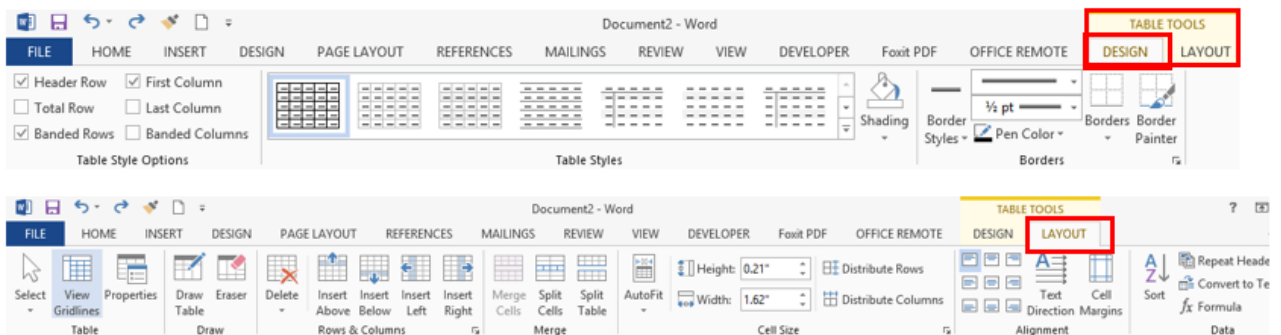 Document2 - Word
TABLE TOOLS
FILE HOME INSERT DESIGN PAGE LAYOUT REFERENCES MAILINGS REVIEW VIEW DEVELOPER Foxit PDF OFFICE REMOTE DESIGN LAYOUT
Header Row First Column
Total Row Last Column
Banded Rows Banded Columns
Table Style Options
Table Styles
Shading
Border Styles
½ pt
Pen Color
Borders
Border Painter
Borders
Document2 - Word
TABLE TOOLS
?
FILE HOME INSERT DESIGN PAGE LAYOUT REFERENCES MAILINGS REVIEW VIEW DEVELOPER Foxit PDF OFFICE REMOTE DESIGN LAYOUT
Select
View Gridlines
Properties
Table
Draw Table
Eraser
Draw
Delete
Insert Above
Insert Below
Insert Left
Insert Right
Rows & Columns
Merge Cells
Split Cells
Split Table
Merge
AutoFit
Height: 0.21"
Width: 1.62"
Distribute Rows
Distribute Columns
Cell Size
Text Direction
Cell Margins
Alignment
A
Z
Sort
Repeat Heade
Convert to Te
fx Formula
Data